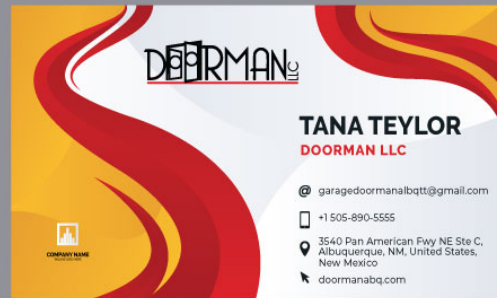 DOORMAN LLC
TANA TEYLOR
DOORMAN LLC
@ garagedoormanalbqtt@gmail.com
+1 505-890-5555
3540 Pan American Fwy NE Ste C,
Albuquerque, NM, United States,
New Mexico
doormanabq.com
COMPANY NAME